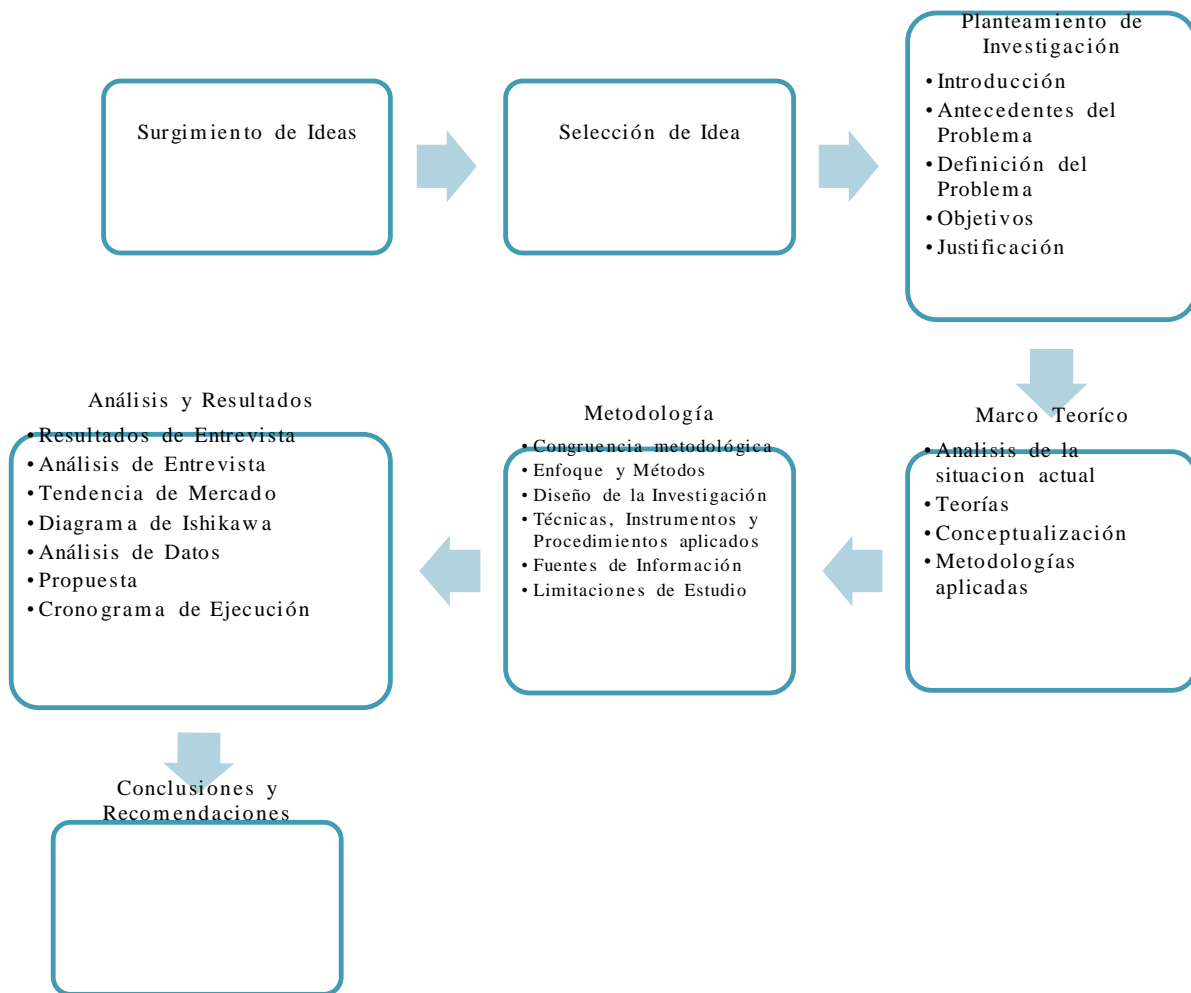 Surgimiento de Ideas
Selección de Idea
Planteamiento de
Investigación
• Introducción
• Antecedentes del
Problema
• Definición del
Problema
• Objetivos
• Justificación
Marco Teoríco
• Analisis de la
situacion actual
• Teorías
• Conceptualización
• Metodologías
aplicadas
Metodología
• Congruencia metodológica
• Enfoque y Métodos
• Diseño de la Investigación
• Técnicas, Instrumentos y
Procedimientos aplicados
• Fuentes de Información
• Limitaciones de Estudio
Análisis y Resultados
• Resultados de Entrevista
• Análisis de Entrevista
• Tendencia de Mercado
• Diagrama de Ishikawa
• Análisis de Datos
• Propuesta
• Cronograma de Ejecución
Conclusiones y
Recomendaciones